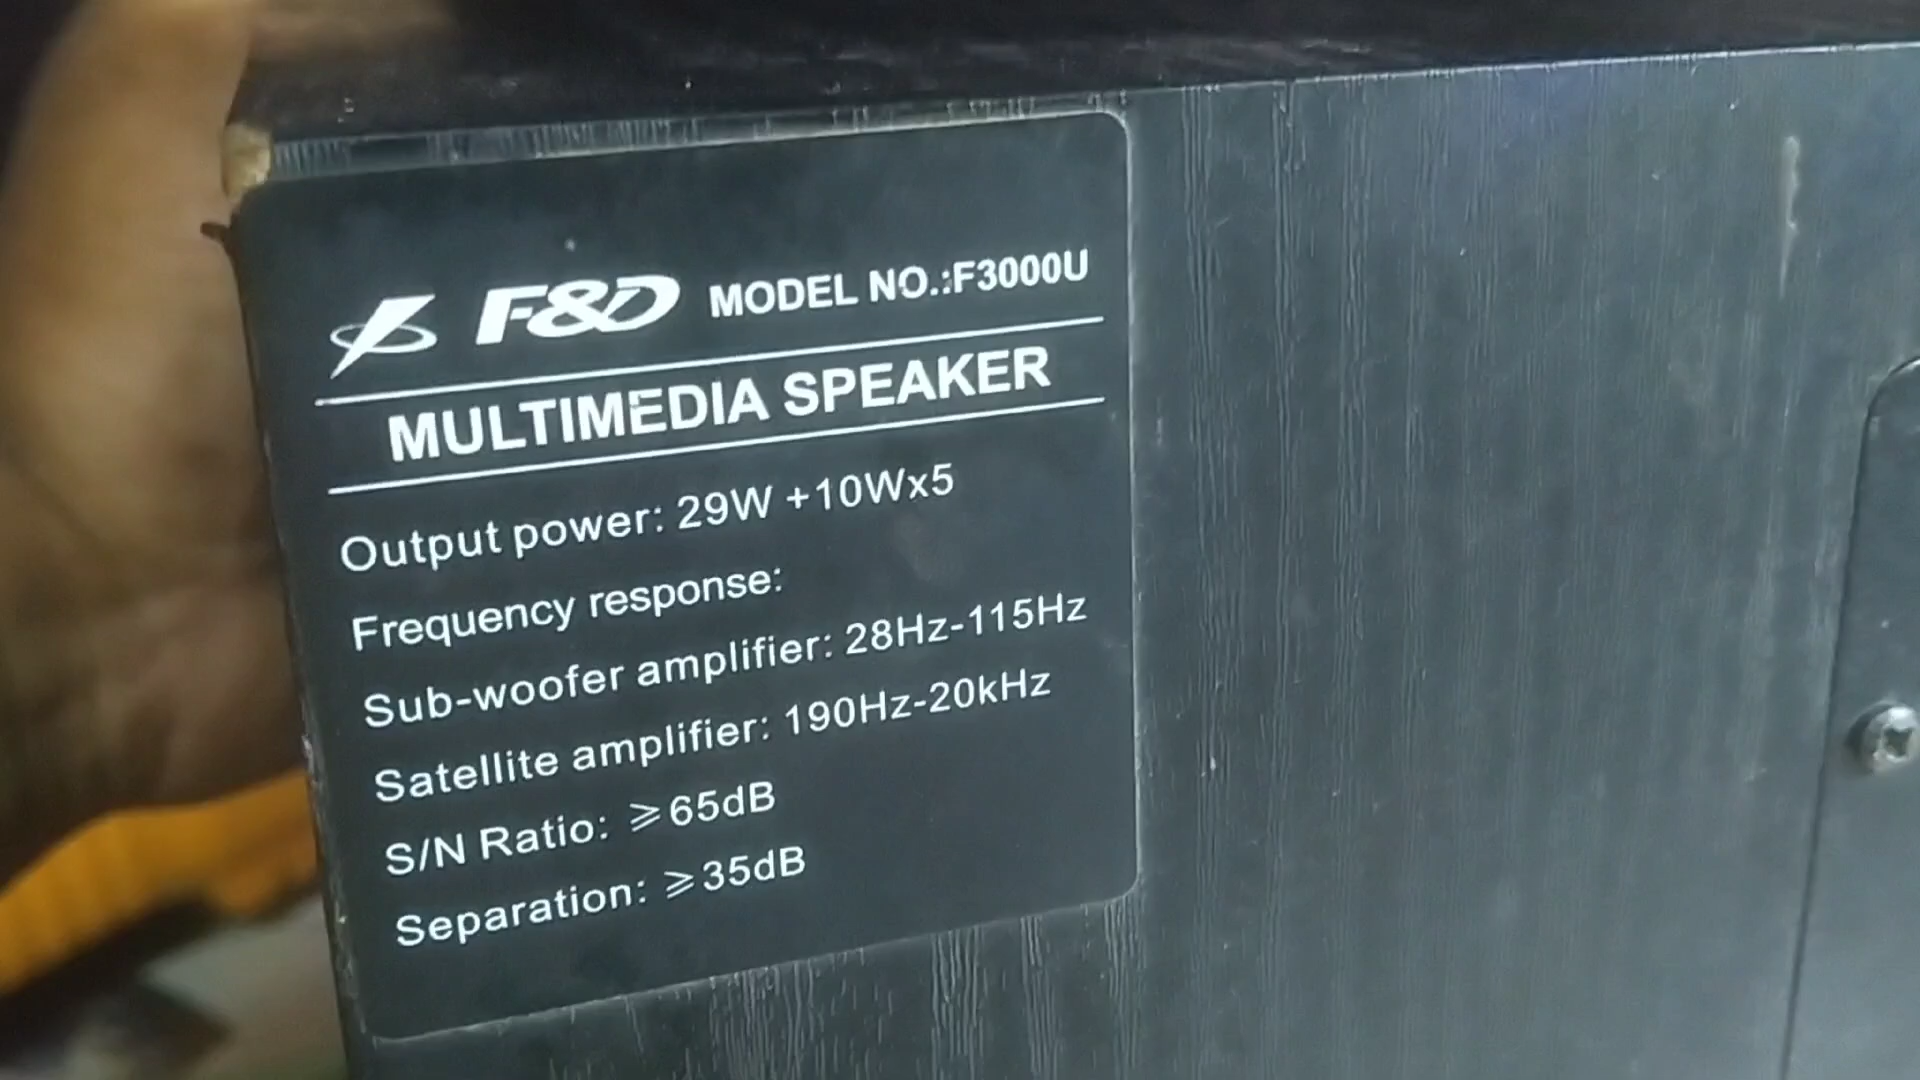 F&D MODEL NO.:F3000U
MULTIMEDIA SPEAKER
Output power: 29W +10Wx5
Frequency response:
Sub-woofer amplifier: 28Hz-115Hz
Satellite amplifier: 190Hz-20kHz
S/N Ratio: ⩾65dB
Separation: ⩾35dB